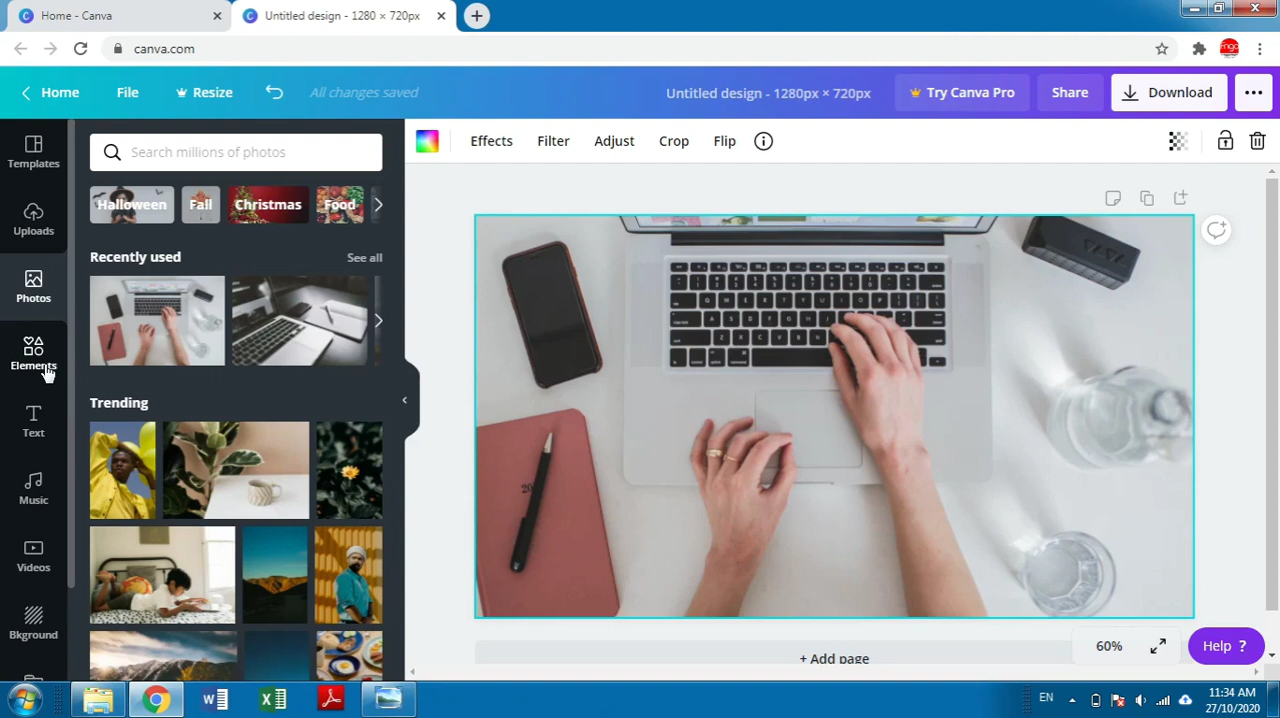 Home - Canva
Untitled design - 1280 × 720px
canva.com
Home
File
Resize
All changes saved
Untitled design - 1280px × 720px
Try Canva Pro
Share
Download
Templates
Uploads
Photos
Elements
Text
Music
Videos
Bkground
Search millions of photos
Halloween
Fall
Christmas
Food
Recently used
See all
Trending
Effects
Filter
Adjust
Crop
Flip
+ Add page
60%
Help ?
EN
11:34 AM
27/10/2020